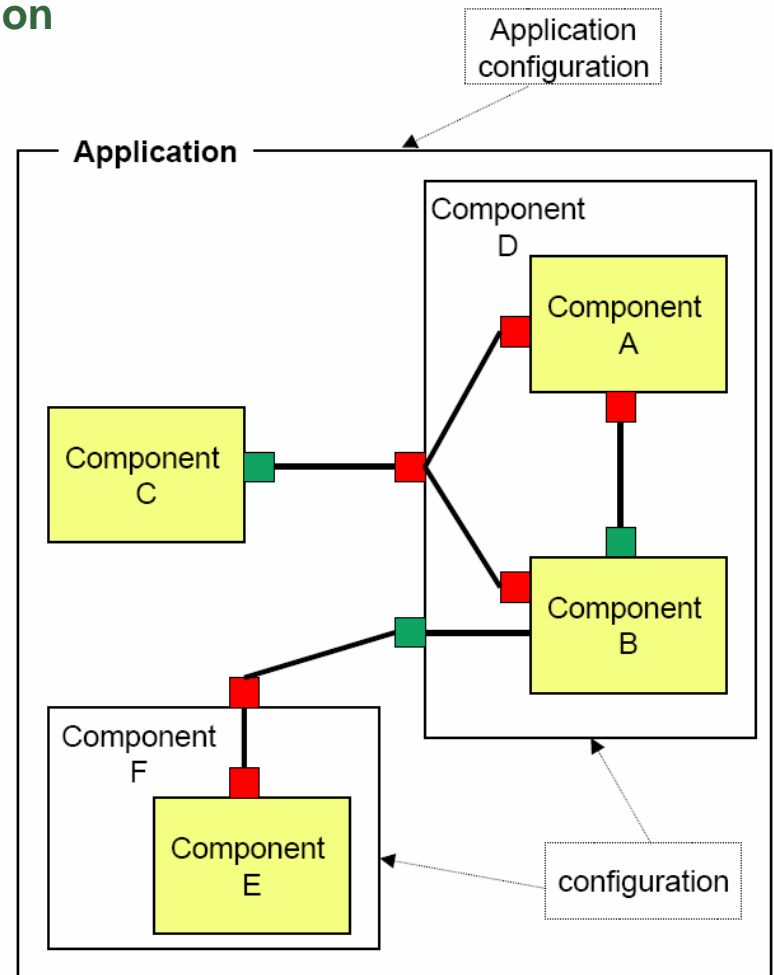 on
Application
configuration
Application
Component
D
Component
A
Component
C
Component
B
Component
F
Component
E
configuration